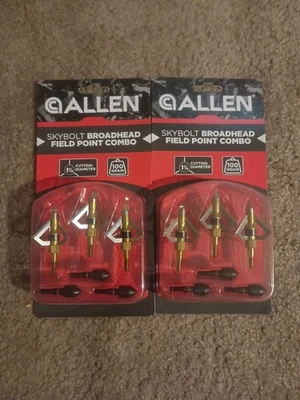 ALLEN
SKYBOLT BROADHEAD
FIELD POINT COMBO
CUTTING
DIAMETER
100
GRAIN
ALLEN
SKYBOLT BROADHEAD
FIELD POINT COMBO
CUTTING
DIAMETER
100
GRAIN